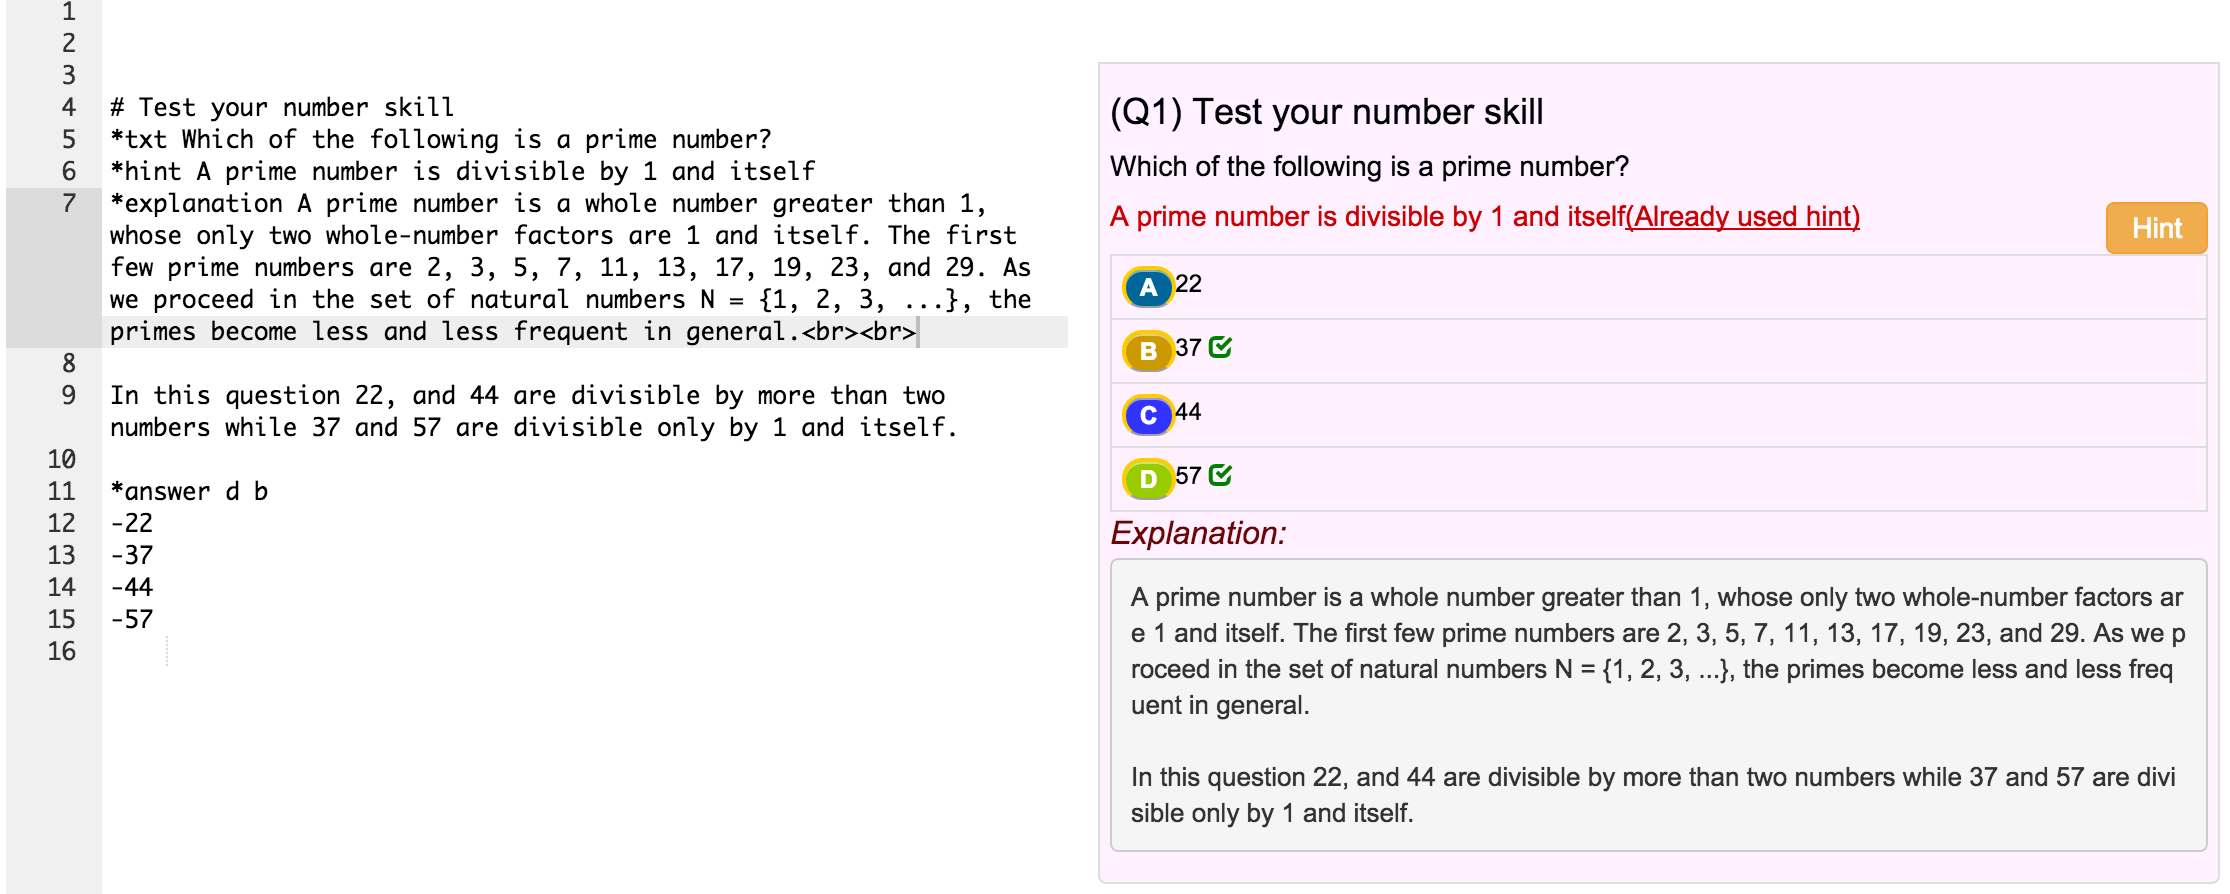 1
2
3
4 # Test your number skill
5 *txt Which of the following is a prime number?
6 *hint A prime number is divisible by 1 and itself
7 *explanation A prime number is a whole number greater than 1,
whose only two whole-number factors are 1 and itself. The first
few prime numbers are 2, 3, 5, 7, 11, 13, 17, 19, 23, and 29. As
we proceed in the set of natural numbers N = {1, 2, 3, ...}, the
primes become less and less frequent in general.<br><br>
8
9 In this question 22, and 44 are divisible by more than two
numbers while 37 and 57 are divisible only by 1 and itself.
10
11 *answer d b
12 -22
13 -37
14 -44
15 -57
16
(Q1) Test your number skill
Which of the following is a prime number?
A prime number is divisible by 1 and itself(Already used hint)
Hint
A 22
B 37
C 44
D 57
Explanation:
A prime number is a whole number greater than 1, whose only two whole-number factors ar
e 1 and itself. The first few prime numbers are 2, 3, 5, 7, 11, 13, 17, 19, 23, and 29. As we p
roceed in the set of natural numbers N = {1, 2, 3, ...}, the primes become less and less freq
uent in general.
In this question 22, and 44 are divisible by more than two numbers while 37 and 57 are divi
sible only by 1 and itself.